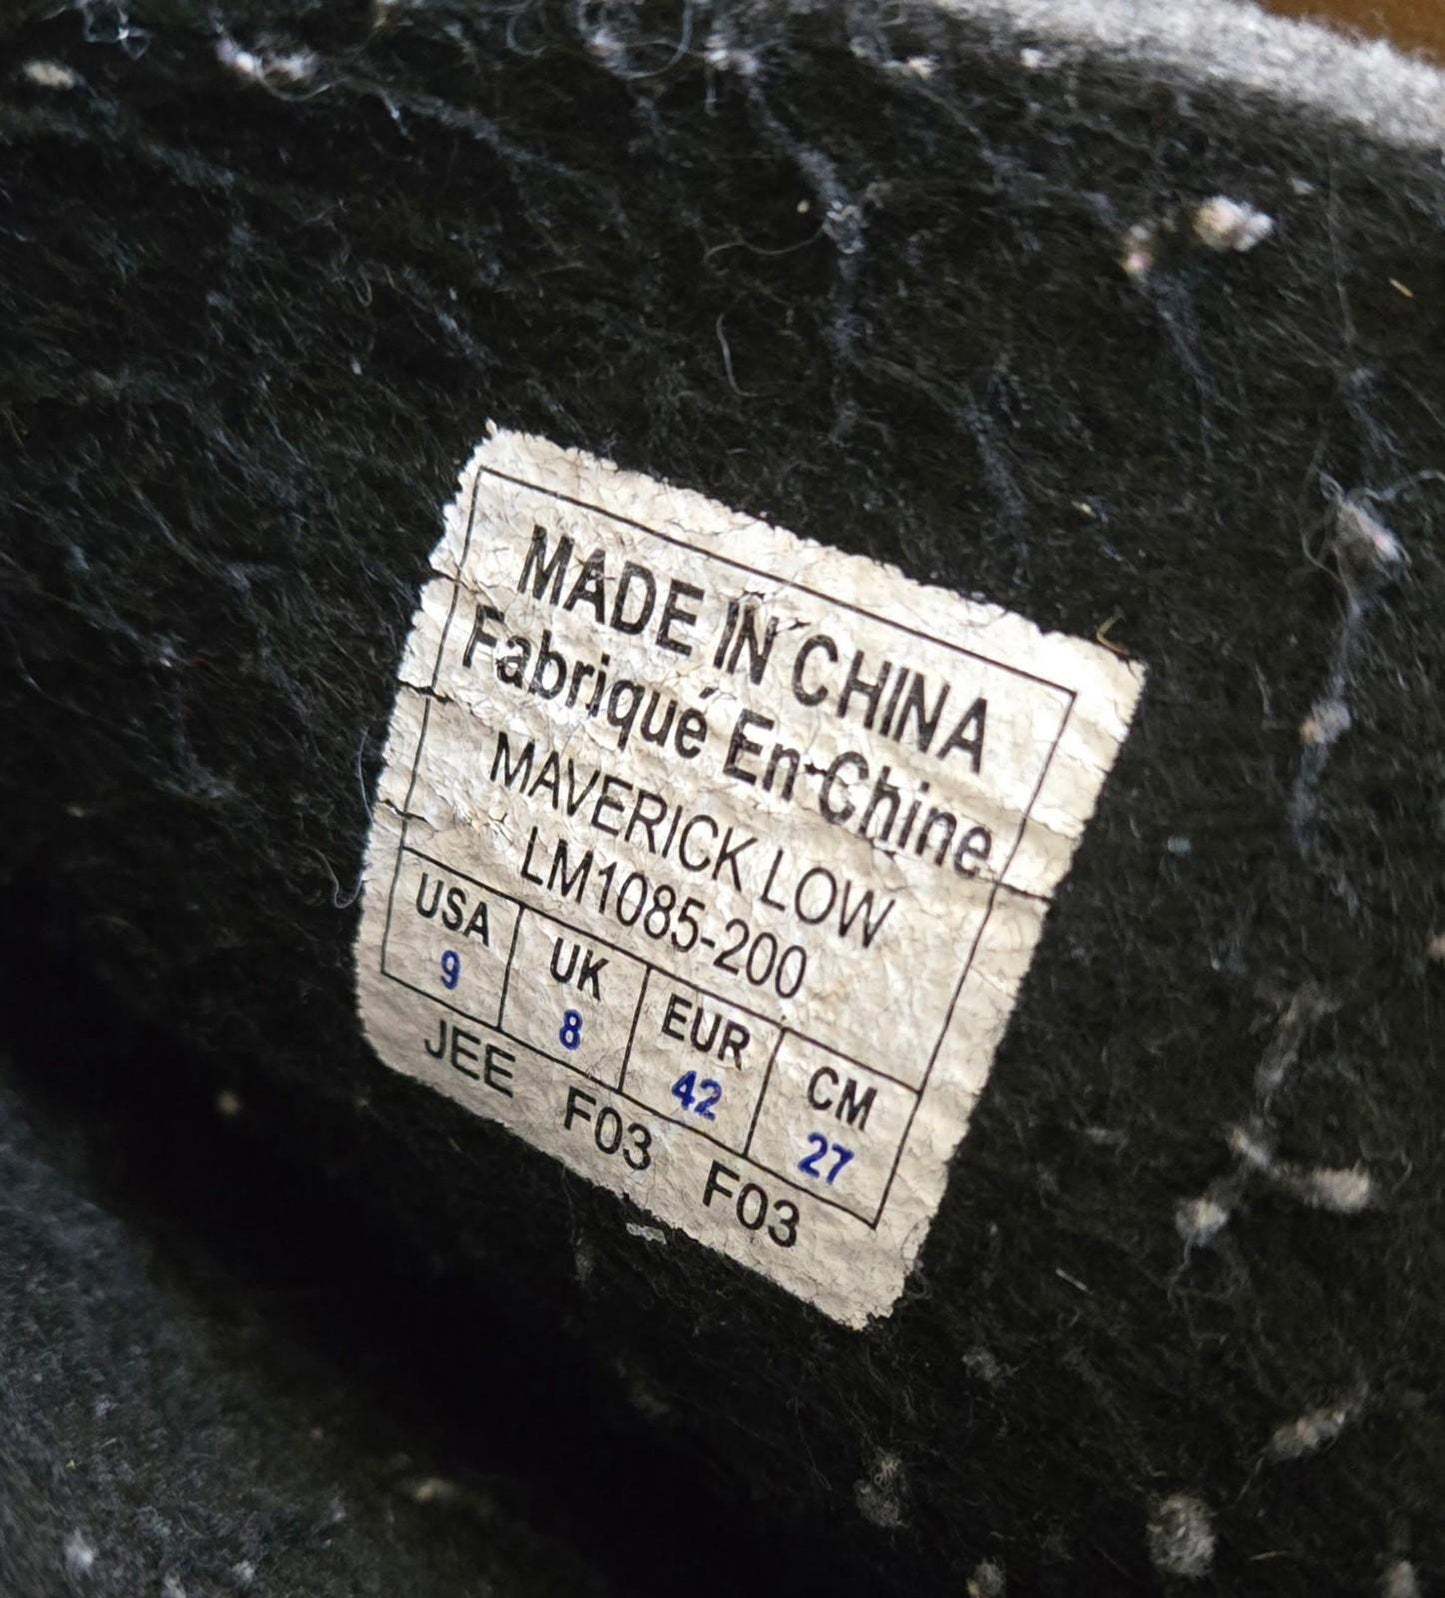 MADE IN CHINA
Fabriqué En Chine
MAVERICK LOW
LM1085-200
USA UK EUR CM
9 8 42 27
JEE F03 F03